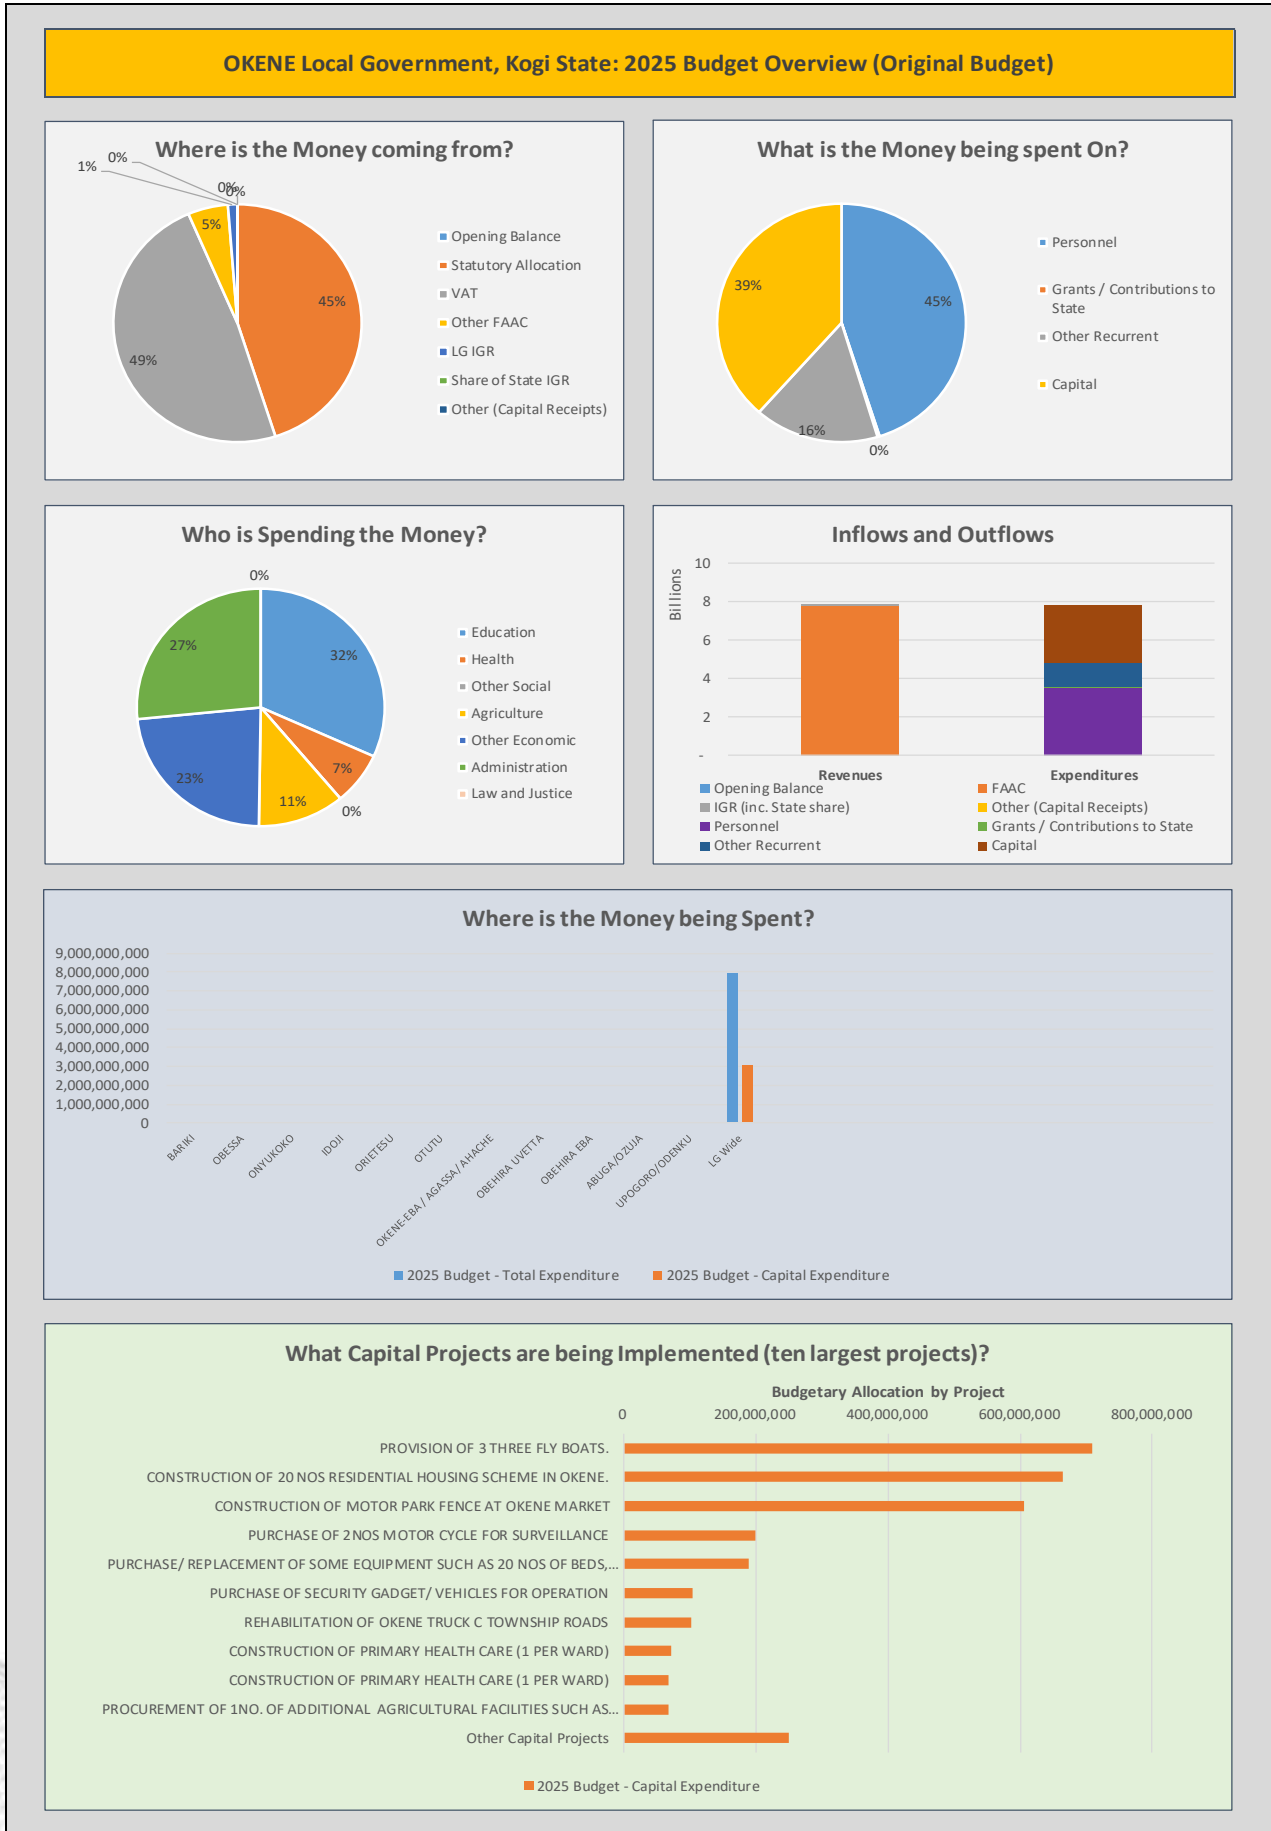 OKENE Local Government, Kogi State: 2025 Budget Overview (Original Budget)
Where is the Money coming from?
0%
1%
0%
0%
5%
45%
49%
Opening Balance
Statutory Allocation
VAT
Other FAAC
LG IGR
Share of State IGR
Other (Capital Receipts)
What is the Money being spent On?
39%
45%
16%
0%
Personnel
Grants / Contributions to
State
Other Recurrent
Capital
Who is Spending the Money?
0%
27%
32%
7%
23%
11%
0%
Education
Health
Other Social
Agriculture
Other Economic
Administration
Law and Justice
Inflows and Outflows
Billions
10
8
6
4
2
-
Revenues
Expenditures
Opening Balance
FAAC
IGR (inc. State share)
Other (Capital Receipts)
Personnel
Grants / Contributions to State
Other Recurrent
Capital
Where is the Money being Spent?
9,000,000,000
8,000,000,000
7,000,000,000
6,000,000,000
5,000,000,000
4,000,000,000
3,000,000,000
2,000,000,000
1,000,000,000
0
BARIKI
OBESSA
ONYUKOKO
IDOJI
ORIETESU
OTUTU
OKENE-EBA / AGASSA / AHACHE
OBEHIRA UVETTA
OBEHIRA EBA
ABUGA/OZUJA
UPOGORO/ODENKU
LG Wide
2025 Budget - Total Expenditure
2025 Budget - Capital Expenditure
What Capital Projects are being Implemented (ten largest projects)?
Budgetary Allocation by Project
0
200,000,000
400,000,000
600,000,000
800,000,000
PROVISION OF 3 THREE FLY BOATS.
CONSTRUCTION OF 20 NOS RESIDENTIAL HOUSING SCHEME IN OKENE.
CONSTRUCTION OF MOTOR PARK FENCE AT OKENE MARKET
PURCHASE OF 2NOS MOTOR CYCLE FOR SURVEILLANCE
PURCHASE/ REPLACEMENT OF SOME EQUIPMENT SUCH AS 20 NOS OF BEDS,…
PURCHASE OF SECURITY GADGET/ VEHICLES FOR OPERATION
REHABILITATION OF OKENE TRUCK C TOWNSHIP ROADS
CONSTRUCTION OF PRIMARY HEALTH CARE (1 PER WARD)
CONSTRUCTION OF PRIMARY HEALTH CARE (1 PER WARD)
PROCUREMENT OF 1NO. OF ADDITIONAL AGRICULTURAL FACILITIES SUCH AS…
Other Capital Projects
2025 Budget - Capital Expenditure